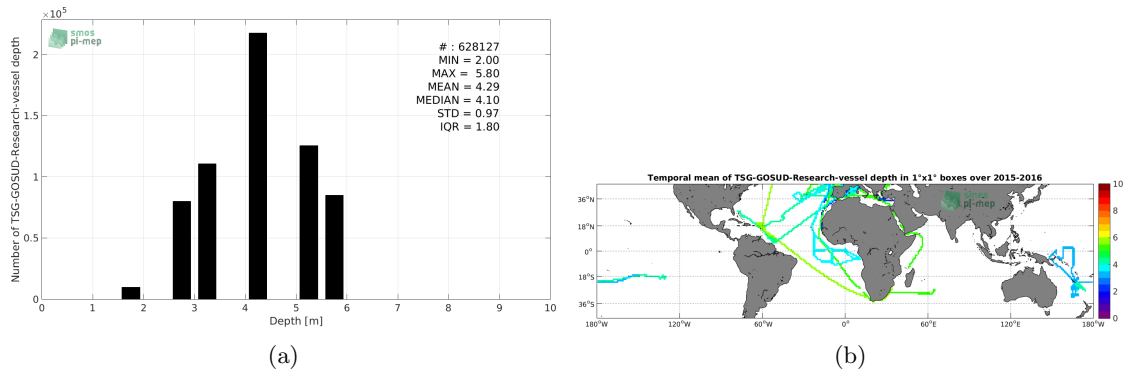 ×10⁵
smos
pi-mep
Number of TSG-GOSUD-Research-vessel depth
2
1.5
1
0.5
0
# : 628127
MIN = 2.00
MAX = 5.80
MEAN = 4.29
MEDIAN = 4.10
STD = 0.97
IQR = 1.80
0 1 2 3 4 5 6 7 8 9 10
Depth [m]
(a)
Temporal mean of TSG-GOSUD-Research-vessel depth in 1°x1° boxes over 2015-2016
smos
pi-mep
36°N
18°N
0°
18°S
36°S
180°W 120°W 60°W 0° 60°E 120°E 180°W
10
8
6
4
2
0
(b)